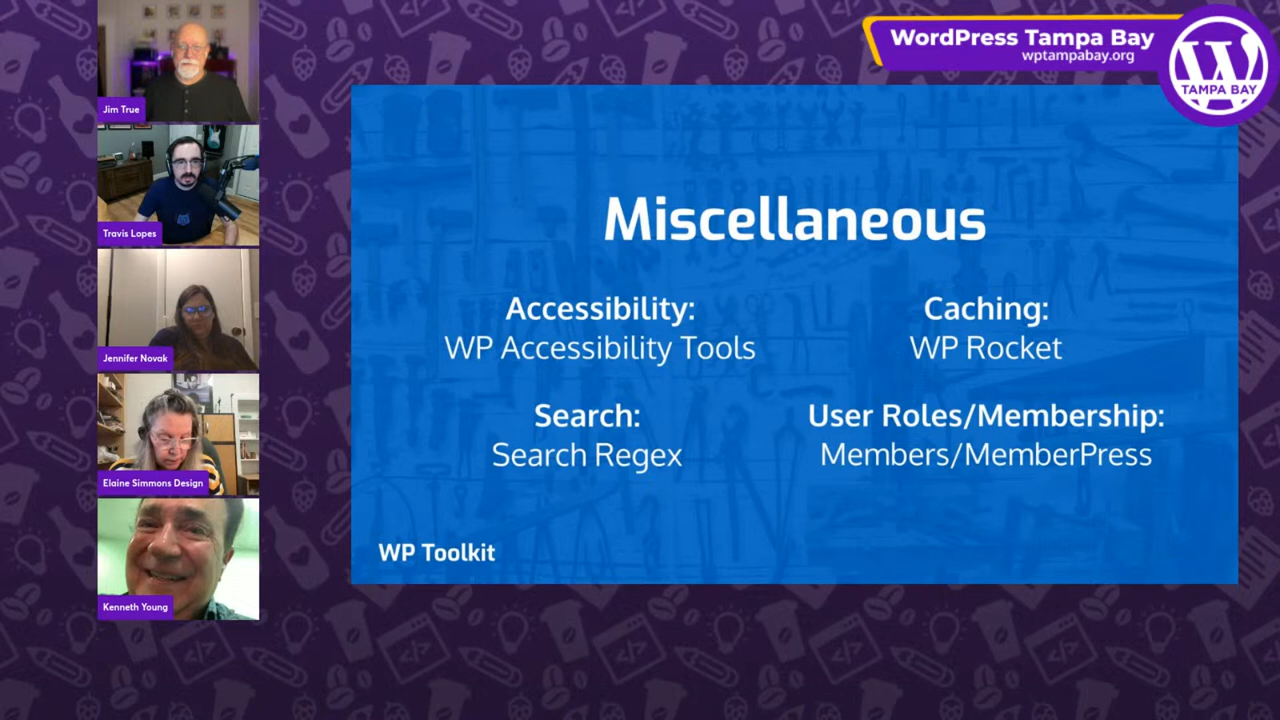 WordPress Tampa Bay
wptampabay.org
W
TAMPA BAY
Jim True
Travis Lopes
Jennifer Novak
Elaine Simmons Design
Kenneth Young
Miscellaneous
Accessibility:
WP Accessibility Tools
Caching:
WP Rocket
Search:
Search Regex
User Roles/Membership:
Members/MemberPress
WP Toolkit